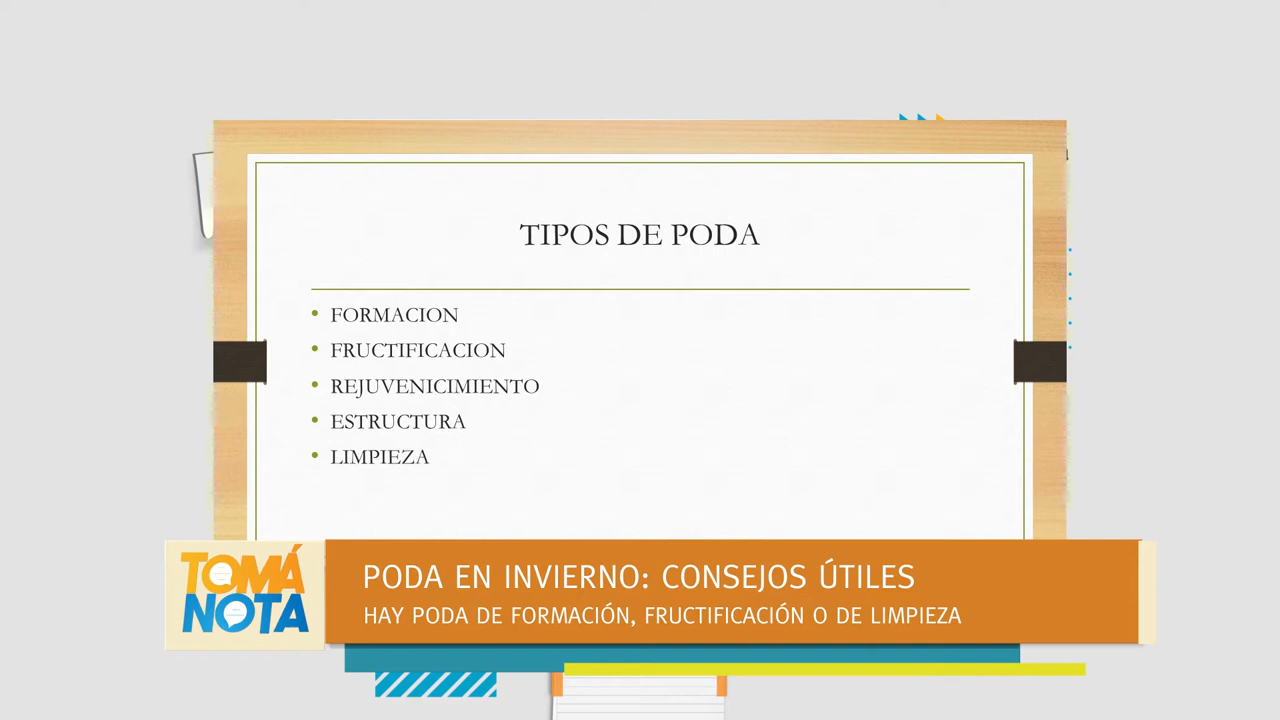 TIPOS DE PODA
• FORMACION
• FRUCTIFICACION
• REJUVENICIMIENTO
• ESTRUCTURA
• LIMPIEZA
TOMÁ
NOTA
PODA EN INVIERNO: CONSEJOS ÚTILES
HAY PODA DE FORMACIÓN, FRUCTIFICACIÓN O DE LIMPIEZA